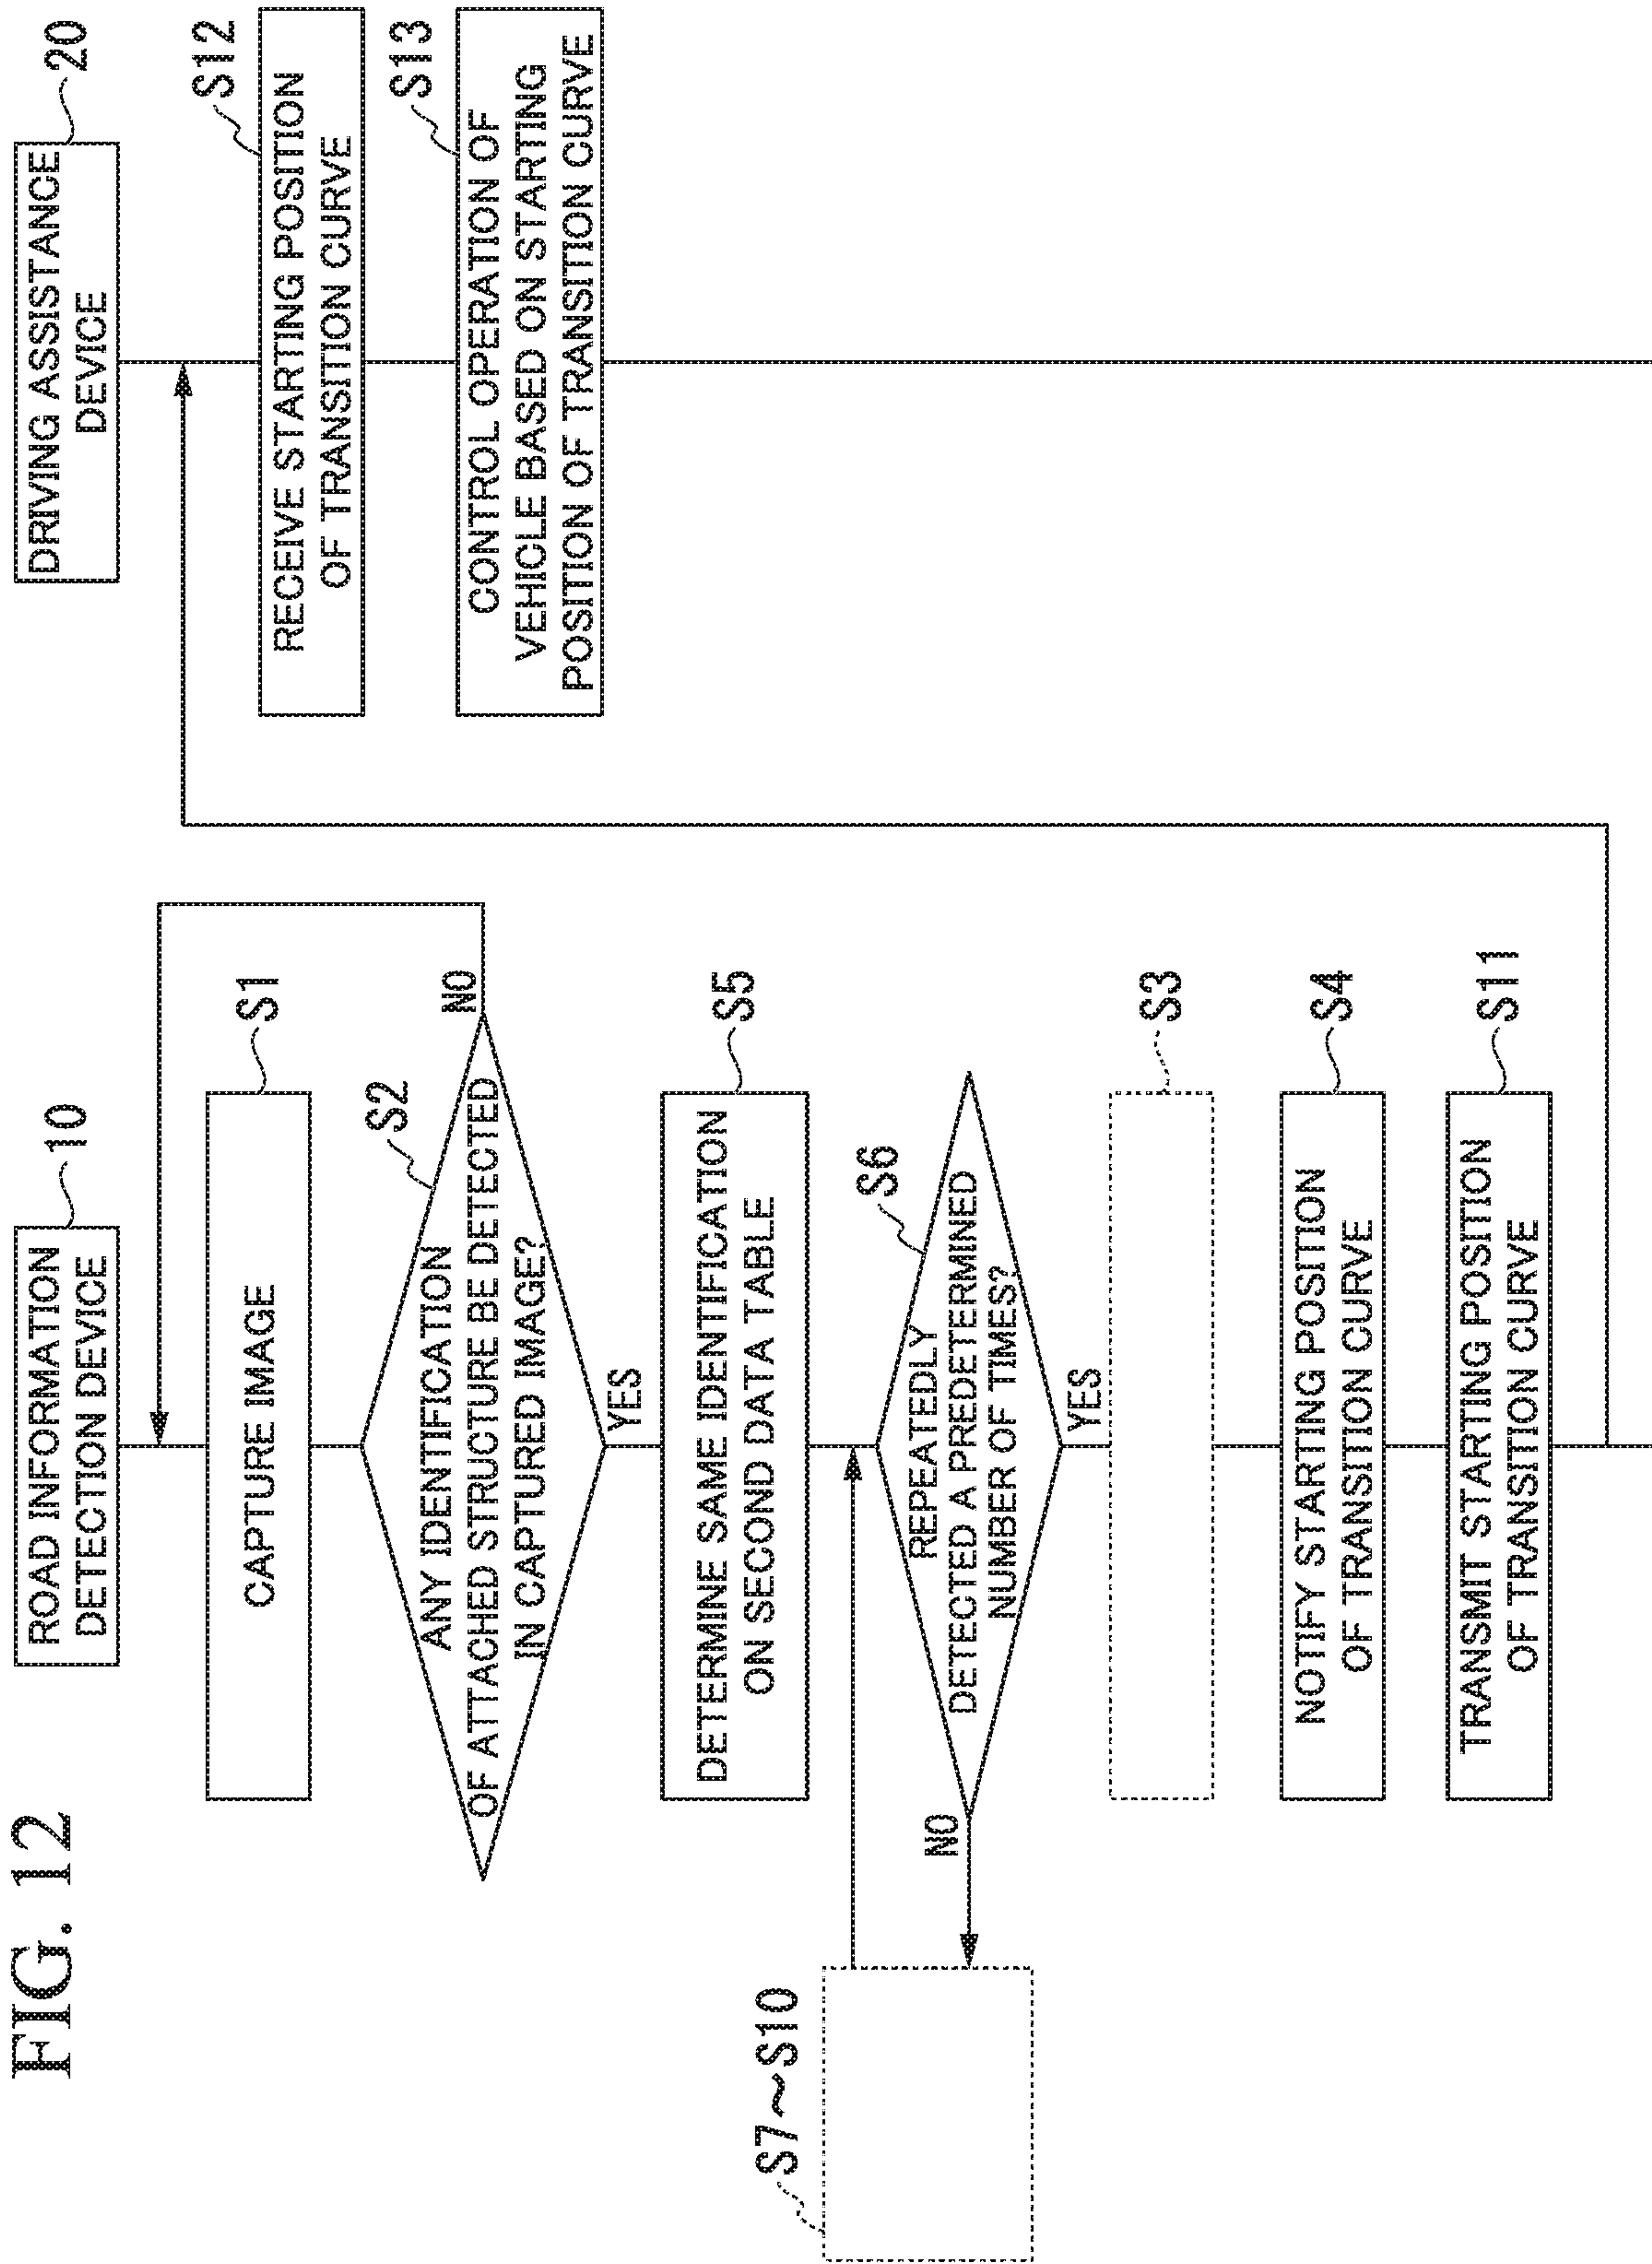 FIG. 12
ROAD INFORMATION
DETECTION DEVICE
10
CAPTURE IMAGE
S1
ANY IDENTIFICATION
OF ATTACHED STRUCTURE BE DETECTED
IN CAPTURED IMAGE?
S2
NO
YES
DETERMINE SAME IDENTIFICATION
ON SECOND DATA TABLE
S5
REPEATEDLY
DETECTED A PREDETERMINED
NUMBER OF TIMES?
S6
NO
YES
S7~S10
S3
NOTIFY STARTING POSITION
OF TRANSITION CURVE
S4
TRANSMIT STARTING POSITION
OF TRANSITION CURVE
S11
DRIVING ASSISTANCE
DEVICE
20
RECEIVE STARTING POSITION
OF TRANSITION CURVE
S12
CONTROL OPERATION OF
VEHICLE BASED ON STARTING
POSITION OF TRANSITION CURVE
S13